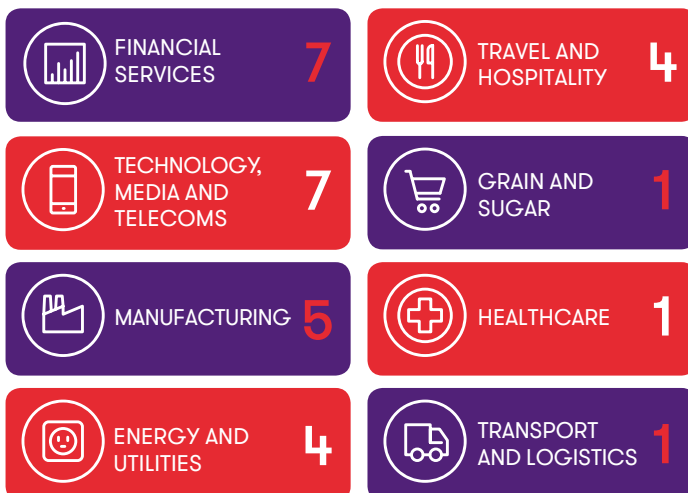 FINANCIAL
SERVICES
7
TRAVEL AND
HOSPITALITY
4
TECHNOLOGY,
MEDIA AND
TELECOMS
7
GRAIN AND
SUGAR
1
MANUFACTURING
5
HEALTHCARE
1
ENERGY AND
UTILITIES
4
TRANSPORT
AND LOGISTICS
1